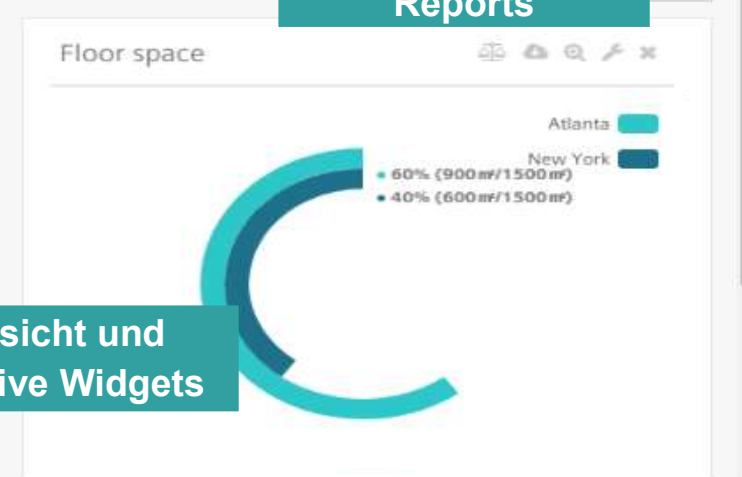 Reports
Floor space
Atlanta
New York
• 60% (900㎡/1500㎡)
• 40% (600㎡/1500㎡)
sicht und
ive Widgets